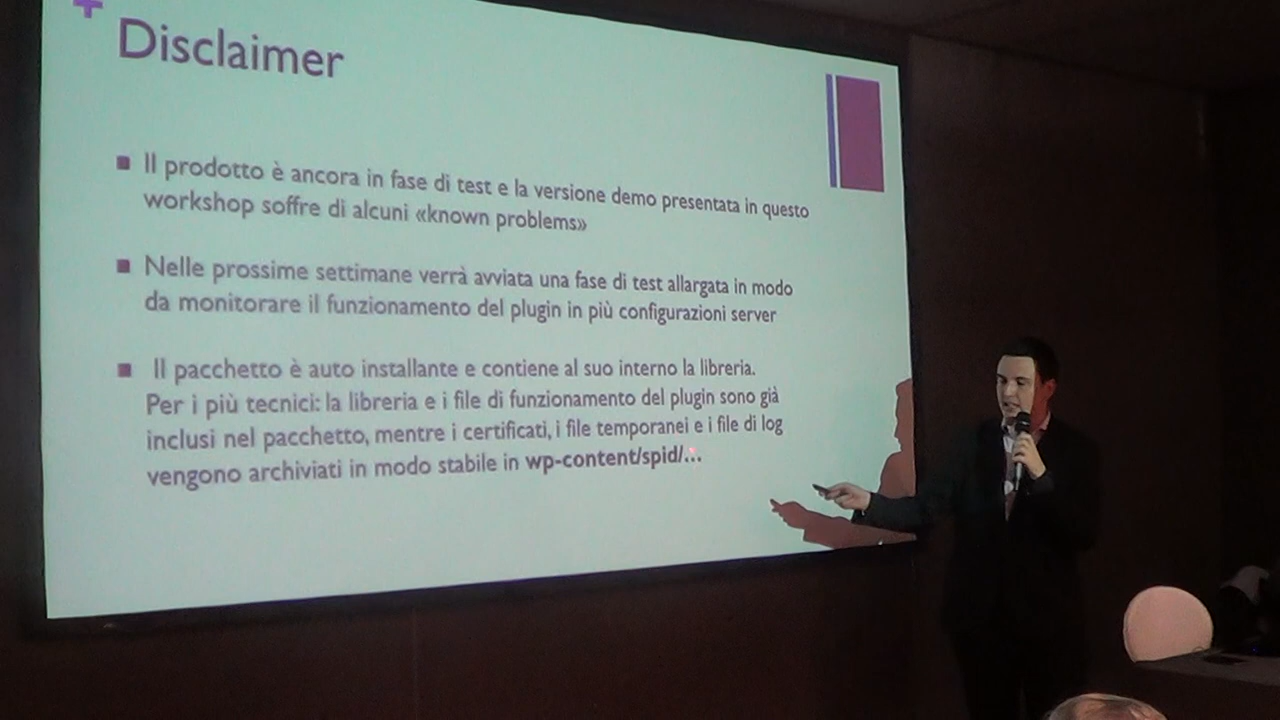 Disclaimer
Il prodotto è ancora in fase di test e la versione demo presentata in questo
workshop soffre di alcuni «known problems»
Nelle prossime settimane verrà avviata una fase di test allargata in modo
da monitorare il funzionamento del plugin in più configurazioni server
Il pacchetto è auto installante e contiene al suo interno la libreria.
Per i più tecnici: la libreria e i file di funzionamento del plugin sono già
inclusi nel pacchetto, mentre i certificati, i file temporanei e i file di log
vengono archiviati in modo stabile in wp-content/spid/...